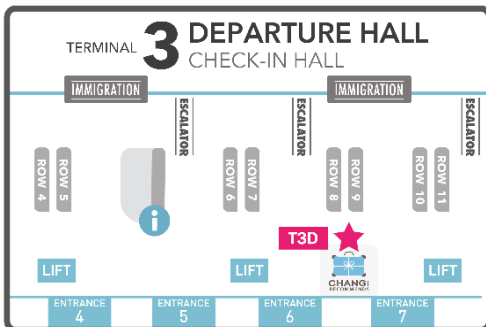 TERMINAL 3 DEPARTURE HALL
CHECK-IN HALL
IMMIGRATION
IMMIGRATION
ESCALATOR
ESCALATOR
ESCALATOR
ROW 4
ROW 5
ROW 6
ROW 7
ROW 8
ROW 9
ROW 10
ROW 11
i
T3D
CHANGI
RECOMMENDS
LIFT
LIFT
LIFT
ENTRANCE
4
ENTRANCE
5
ENTRANCE
6
ENTRANCE
7